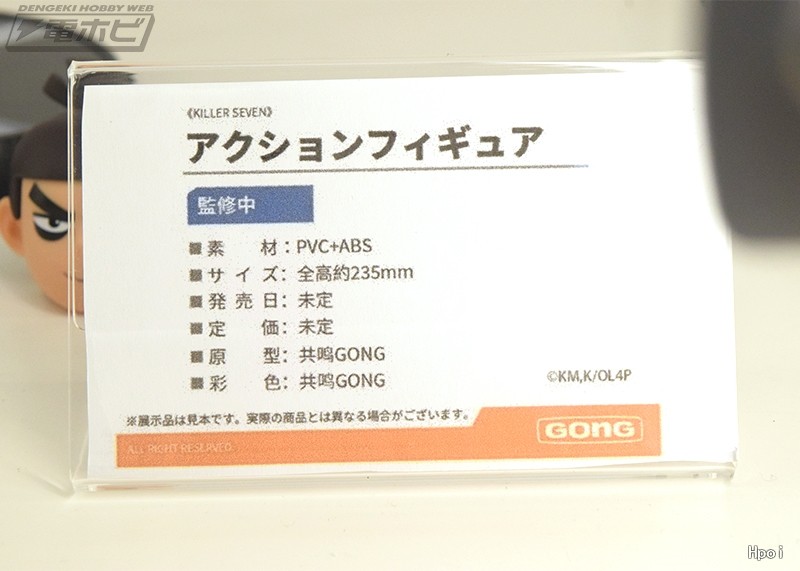 DENGEKI HOBBY WEB
電ホビ
《KILLER SEVEN》
アクションフィギュア
監修中
■素　材：PVC+ABS
■サイズ：全高約235mm
■発売日：未定
■定　価：未定
■原　型：共鸣GONG
■彩　色：共鸣GONG
©KM,K/OL4P
※展示品は見本です。実際の商品とは異なる場合がございます。
ALL RIGHT RESERVED
GONG
Hpoi